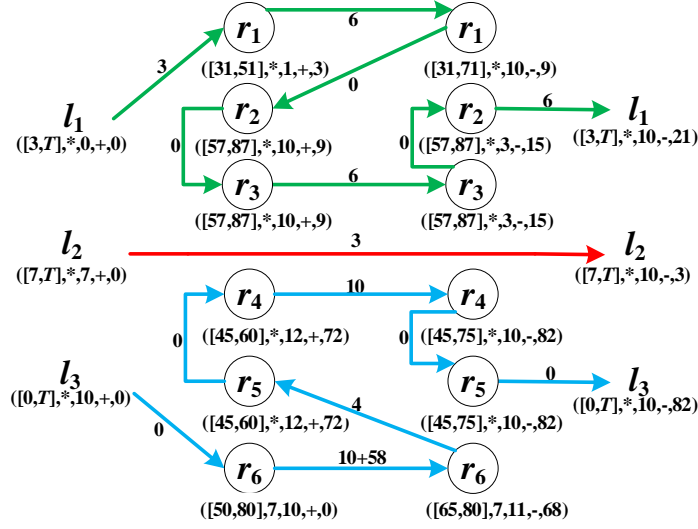 6
r1 r1
3
([31,51],*,1,+,3) ([31,71],*,10,-,9)
0
l1 r2 r2 6 l1
([3,T],*,0,+,0) ([3,T],*,10,-,21)
0 ([57,87],*,10,+,9) 0 ([57,87],*,3,-,15)
r3 6 r3
([57,87],*,10,+,9) ([57,87],*,3,-,15)
l2 3 l2
([7,T],*,7,+,0) ([7,T],*,10,-,3)
r4 10 r4
0 ([45,60],*,12,+,72) 0 ([45,75],*,10,-,82)
l3 r5 r5 0 l3
([0,T],*,10,+,0) ([0,T],*,10,-,82)
4
([45,60],*,12,+,72) ([45,75],*,10,-,82)
0
r6 10+58 r6
([50,80],7,10,+,0) ([65,80],7,11,-,68)